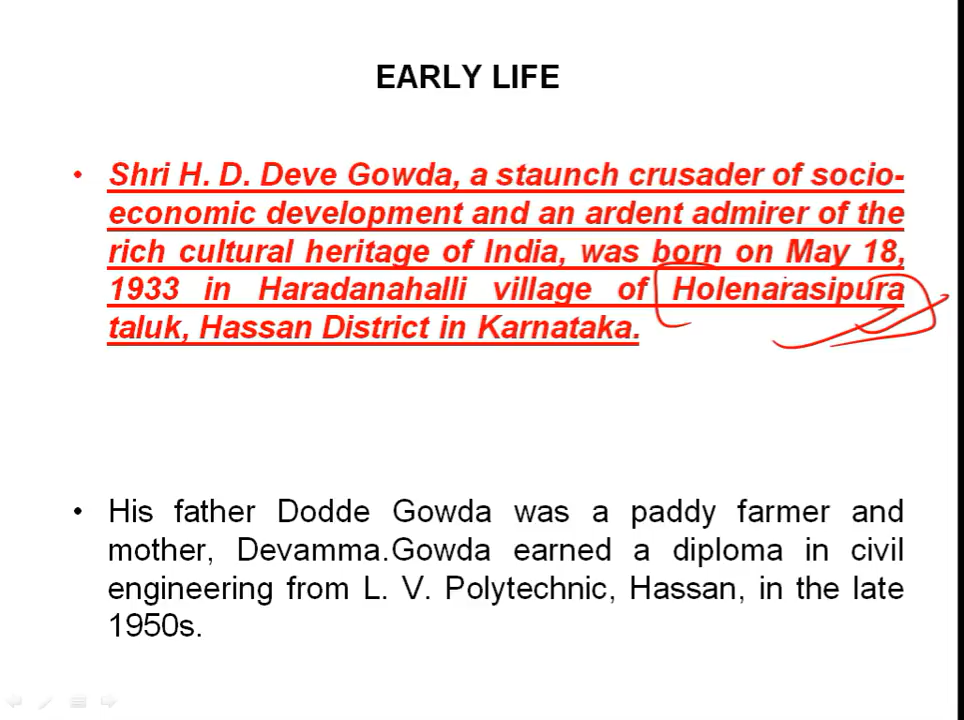 EARLY LIFE
• Shri H. D. Deve Gowda, a staunch crusader of socio-
economic development and an ardent admirer of the
rich cultural heritage of India, was born on May 18,
1933 in Haradanahalli village of Holenarasipura
taluk, Hassan District in Karnataka.
• His father Dodde Gowda was a paddy farmer and
mother, Devamma.Gowda earned a diploma in civil
engineering from L. V. Polytechnic, Hassan, in the late
1950s.